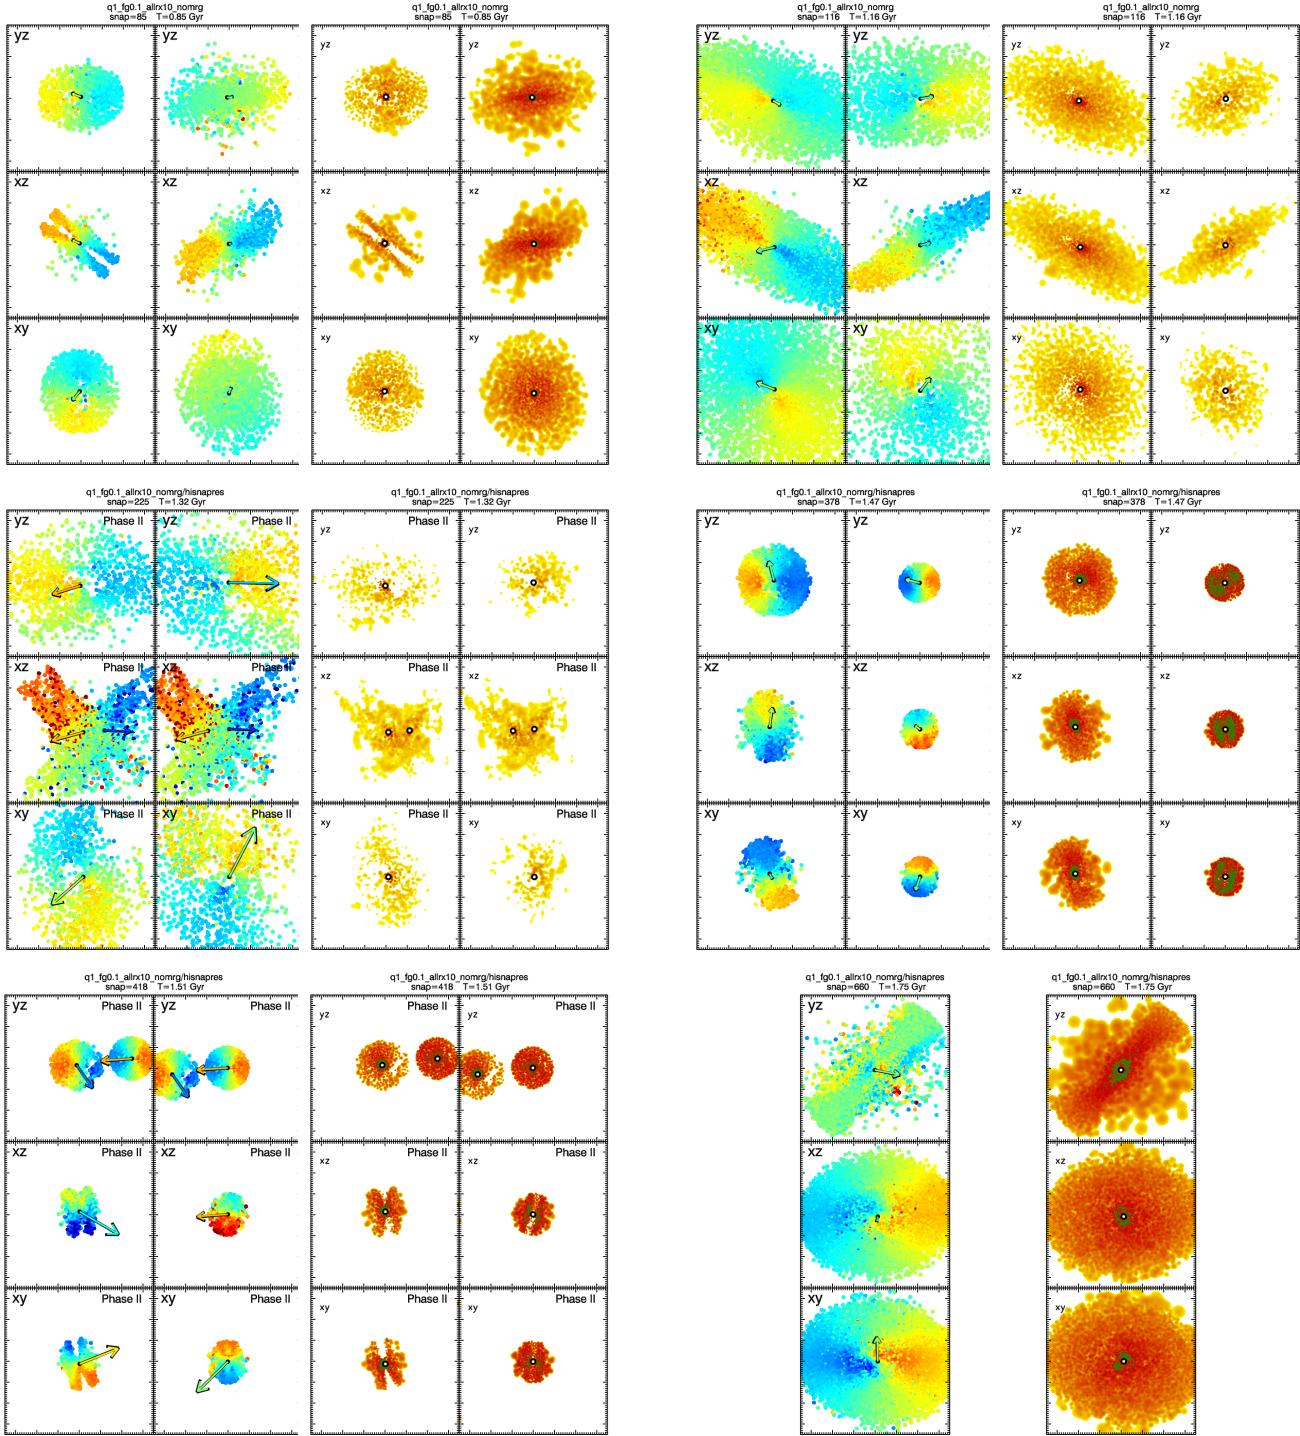 q1_fg0.1_allrx10_nomrg
snap=85 T=0.85 Gyr
q1_fg0.1_allrx10_nomrg
snap=85 T=0.85 Gyr
q1_fg0.1_allrx10_nomrg
snap=116 T=1.16 Gyr
q1_fg0.1_allrx10_nomrg
snap=116 T=1.16 Gyr
yz yz yz yz yz yz yz yz
xz xz xz xz xz xz xz xz
xy xy xy xy xy xy xy xy
q1_fg0.1_allrx10_nomrg/hisnapres
snap=225 T=1.32 Gyr
q1_fg0.1_allrx10_nomrg/hisnapres
snap=225 T=1.32 Gyr
q1_fg0.1_allrx10_nomrg/hisnapres
snap=378 T=1.47 Gyr
q1_fg0.1_allrx10_nomrg/hisnapres
snap=378 T=1.47 Gyr
yz Phase II yz Phase II yz Phase II yz Phase II yz yz yz yz
xz Phase II xz Phase II xz Phase II xz Phase II xz xz xz xz
xy Phase II xy Phase II xy Phase II xy Phase II xy xy xy xy
q1_fg0.1_allrx10_nomrg/hisnapres
snap=418 T=1.51 Gyr
q1_fg0.1_allrx10_nomrg/hisnapres
snap=418 T=1.51 Gyr
q1_fg0.1_allrx10_nomrg/hisnapres
snap=660 T=1.75 Gyr
q1_fg0.1_allrx10_nomrg/hisnapres
snap=660 T=1.75 Gyr
yz Phase II yz Phase II yz Phase II yz Phase II yz yz
xz Phase II xz Phase II xz Phase II xz Phase II xz xz
xy Phase II xy Phase II xy Phase II xy Phase II xy xy